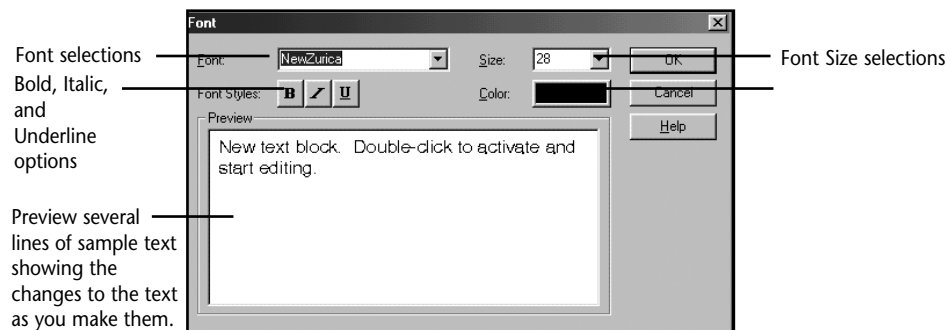 Font
Font selections
Font:
NewZurica
Size:
28
OK
Font Size selections
Bold, Italic,
and
Underline
options
Font Styles:
B I U
Color:
Cancel
Help
Preview
New text block. Double-click to activate and
start editing.
Preview several
lines of sample text
showing the
changes to the text
as you make them.